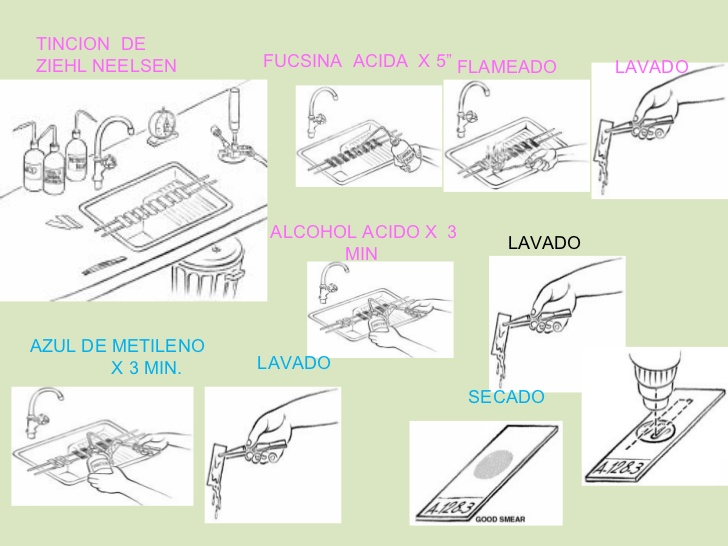 TINCION DE
ZIEHL NEELSEN
FUCSINA ACIDA X 5”
FLAMEADO
LAVADO
ALCOHOL ACIDO X 3
MIN
LAVADO
AZUL DE METILENO
X 3 MIN.
LAVADO
SECADO
A.1283
GOOD SMEAR
A.1283